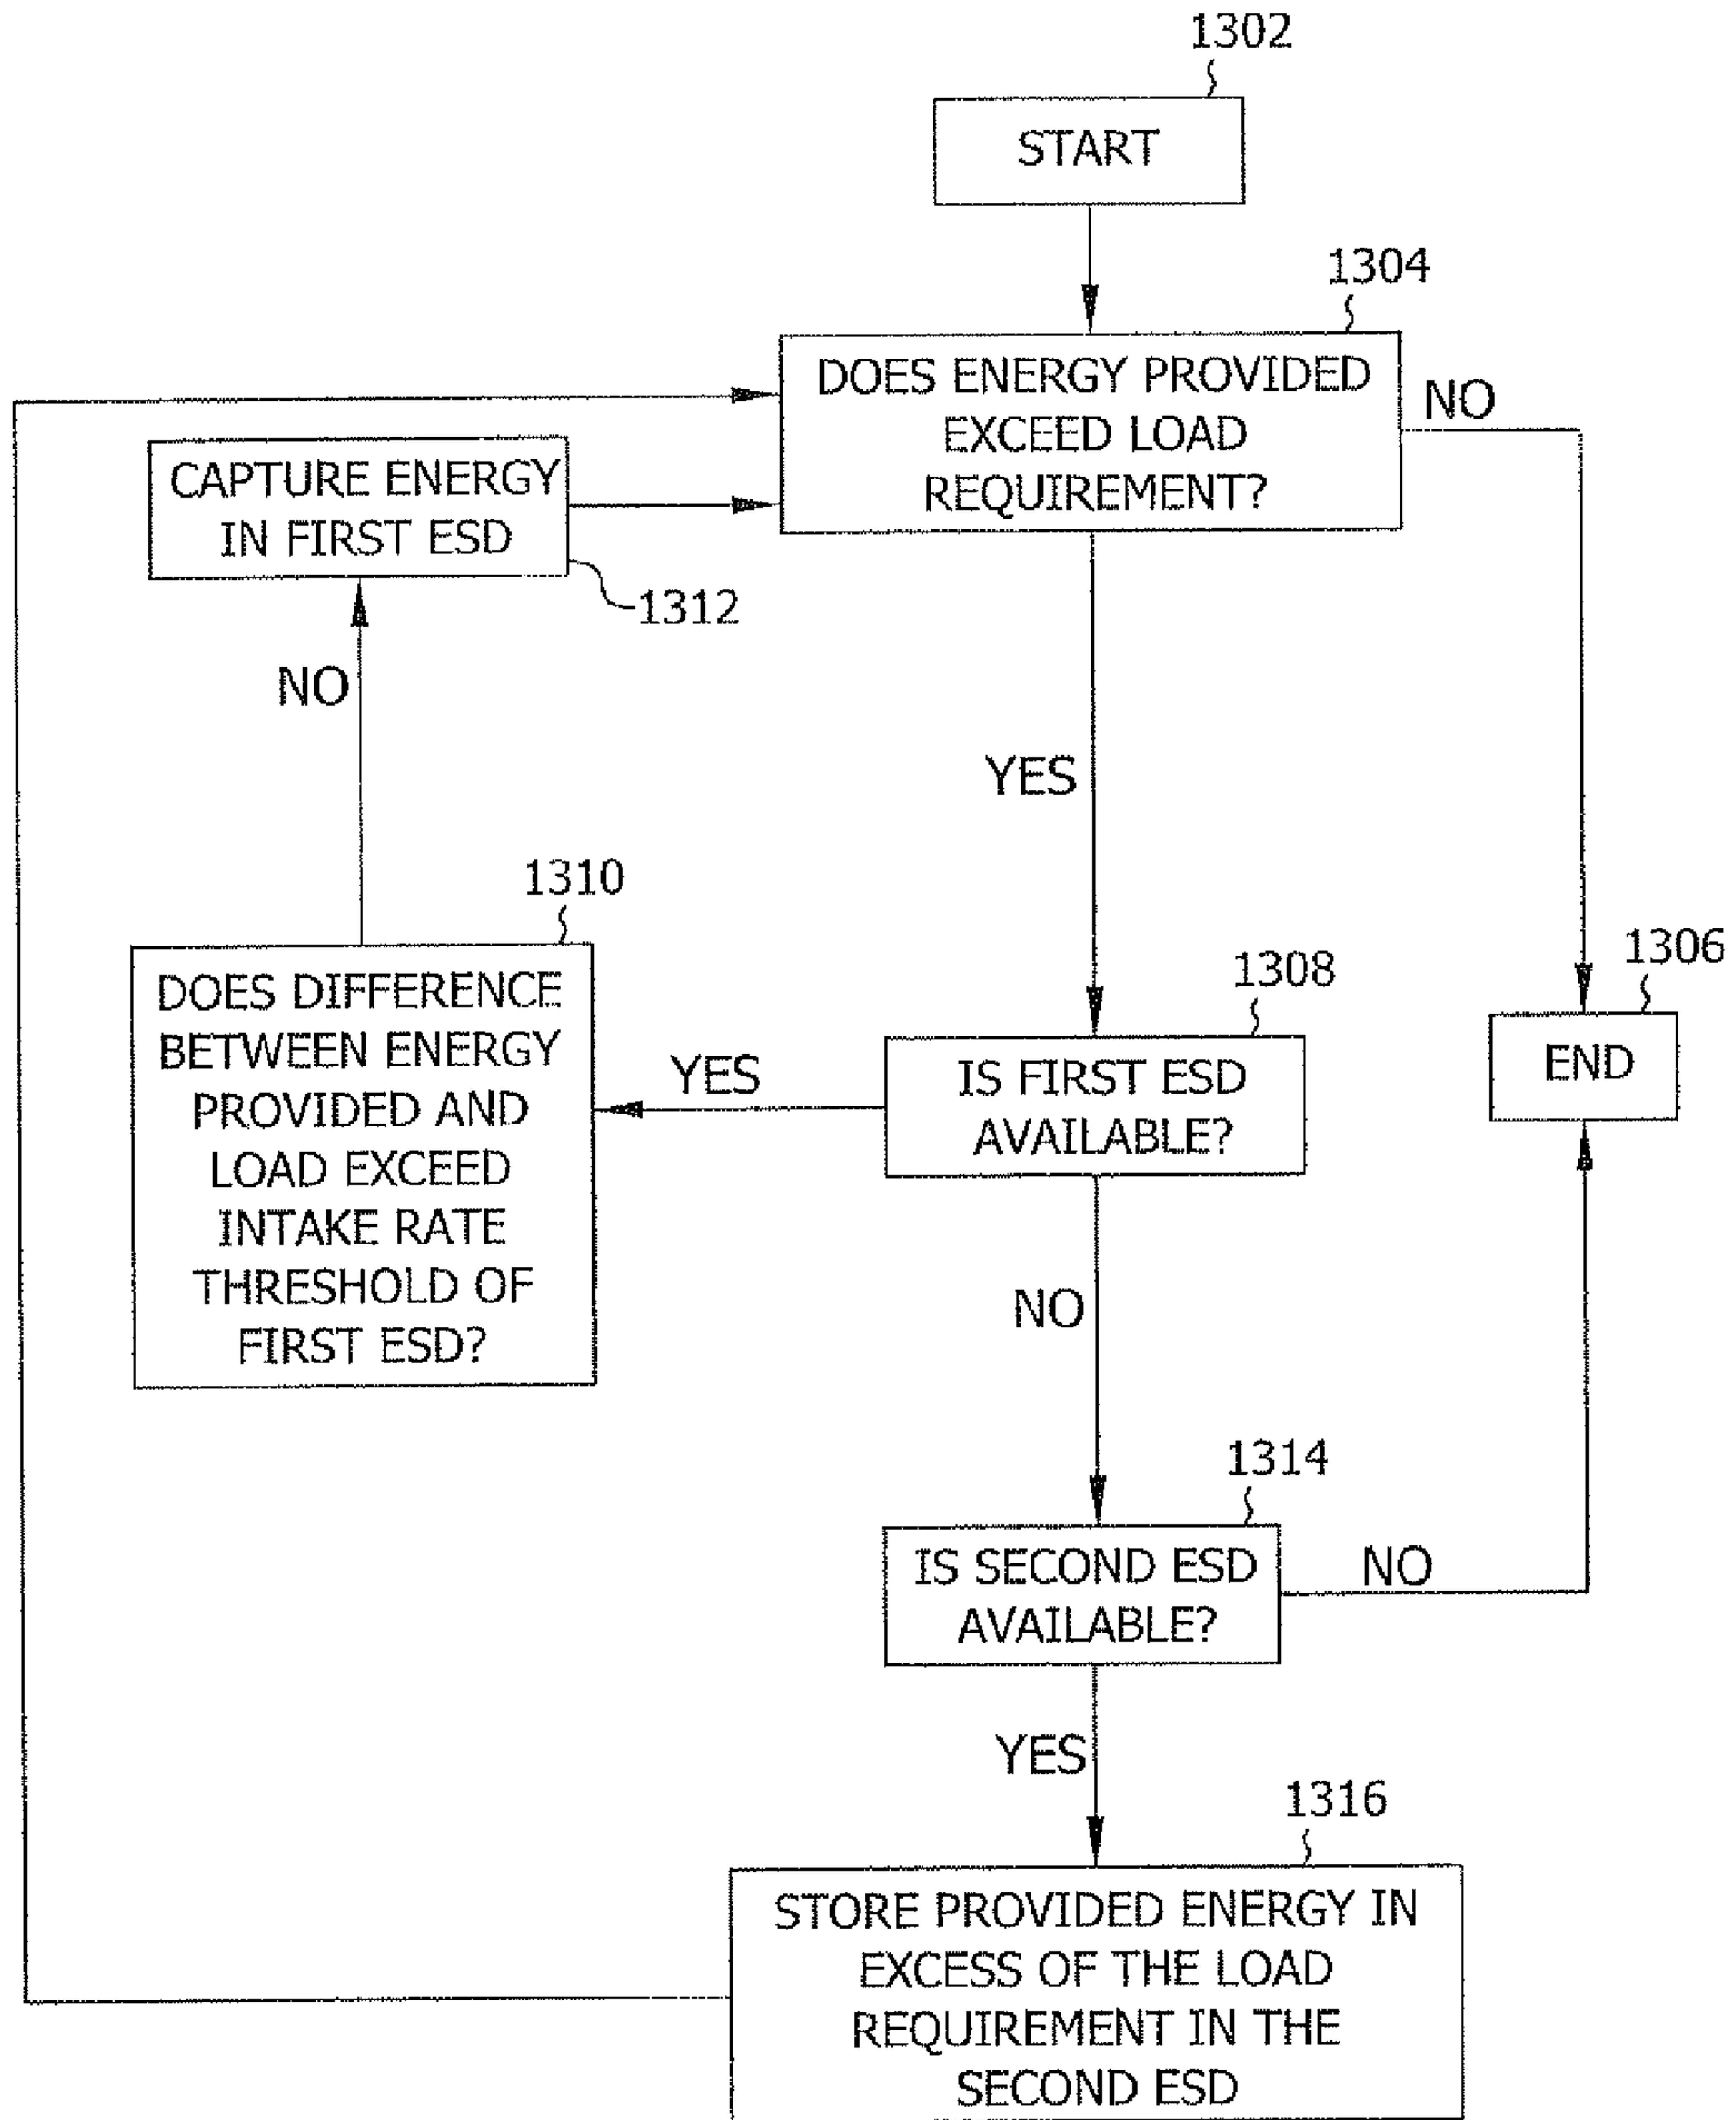 1302
START
1304
DOES ENERGY PROVIDED
EXCEED LOAD
REQUIREMENT?
NO
CAPTURE ENERGY
IN FIRST ESD
1312
NO
YES
1310
DOES DIFFERENCE
BETWEEN ENERGY
PROVIDED AND
LOAD EXCEED
INTAKE RATE
THRESHOLD OF
FIRST ESD?
YES
1308
IS FIRST ESD
AVAILABLE?
1306
END
NO
1314
IS SECOND ESD
AVAILABLE?
NO
YES
1316
STORE PROVIDED ENERGY IN
EXCESS OF THE LOAD
REQUIREMENT IN THE
SECOND ESD